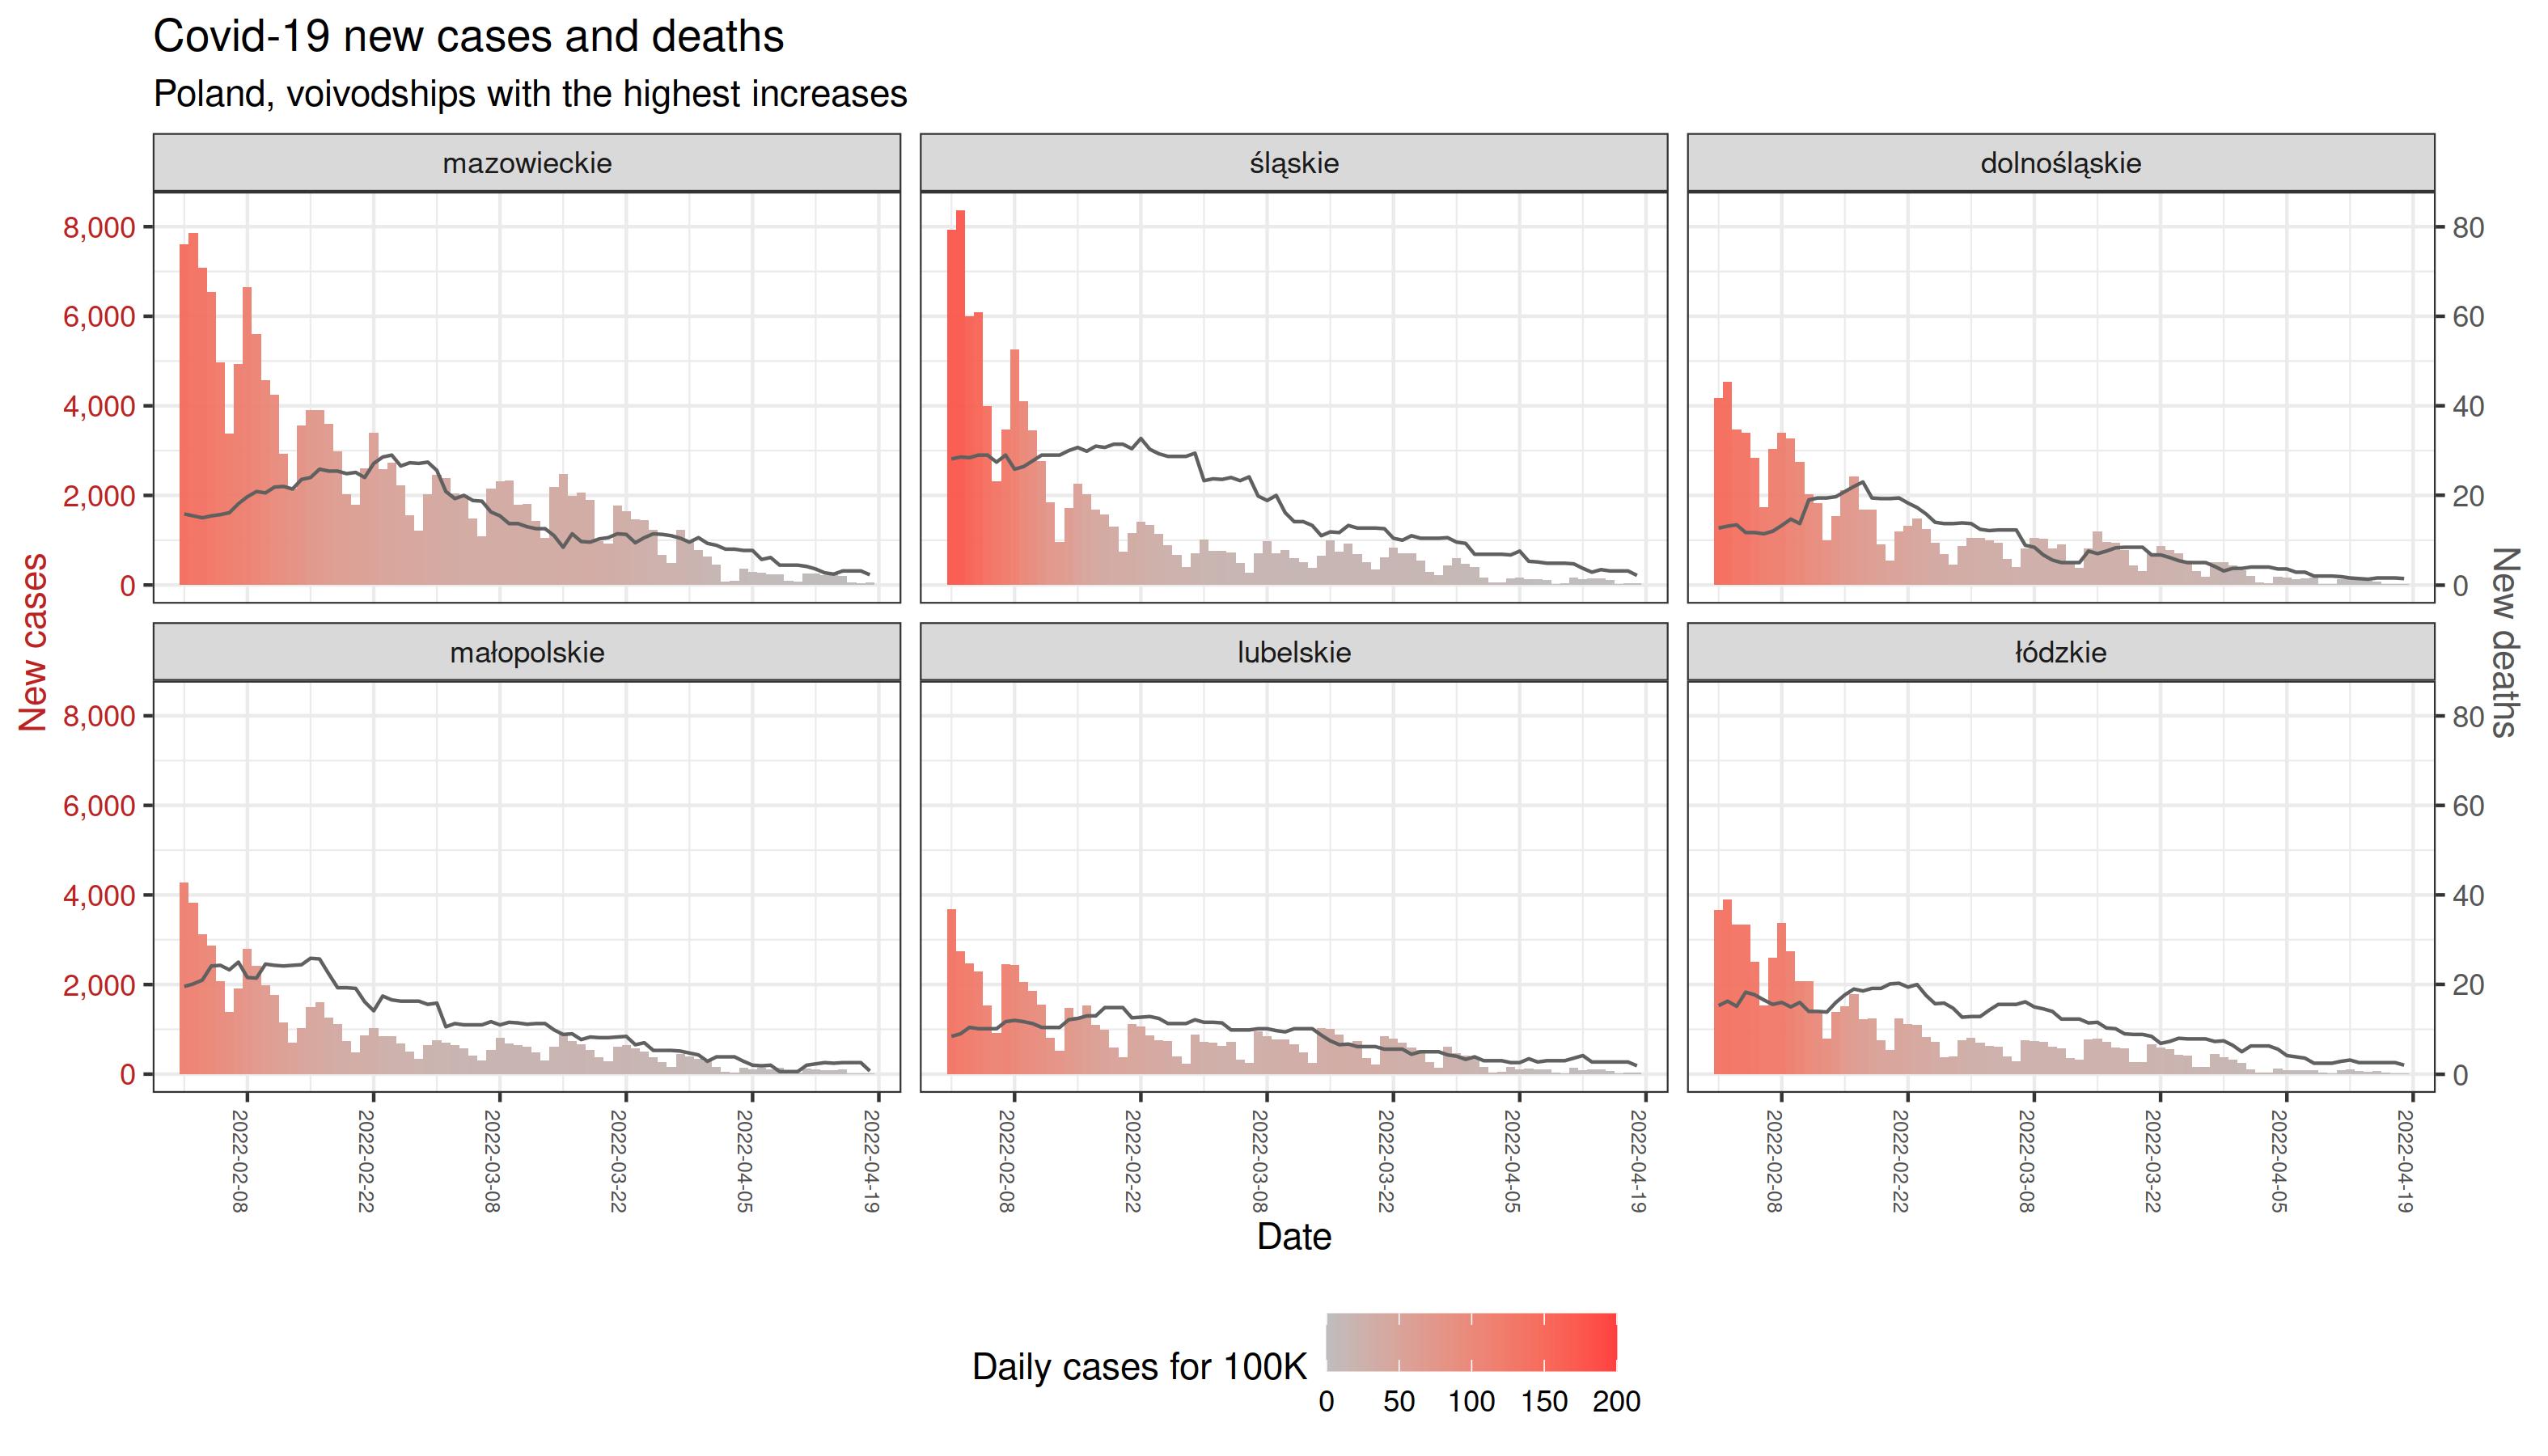 Covid-19 new cases and deaths
Poland, voivodships with the highest increases
mazowieckie
śląskie
dolnośląskie
8,000
6,000
4,000
2,000
0
80
60
40
20
0
New cases
New deaths
małopolskie
lubelskie
łódzkie
8,000
6,000
4,000
2,000
0
80
60
40
20
0
2022-02-08
2022-02-22
2022-03-08
2022-03-22
2022-04-05
2022-04-19
2022-02-08
2022-02-22
2022-03-08
2022-03-22
2022-04-05
2022-04-19
2022-02-08
2022-02-22
2022-03-08
2022-03-22
2022-04-05
2022-04-19
Date
Daily cases for 100K
0 50 100 150 200